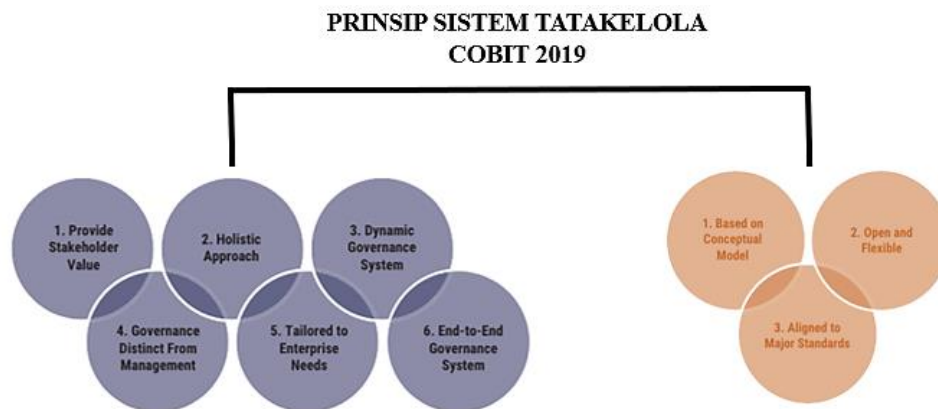 PRINSIP SISTEM TATAKELOLA
COBIT 2019
1. Provide
Stakeholder
Value
2. Holistic
Approach
3. Dynamic
Governance
System
4. Governance
Distinct From
Management
5. Tailored to
Enterprise
Needs
6. End-to-End
Governance
System
1. Based on
Conceptual
Model
2. Open and
Flexible
3. Aligned to
Major Standards